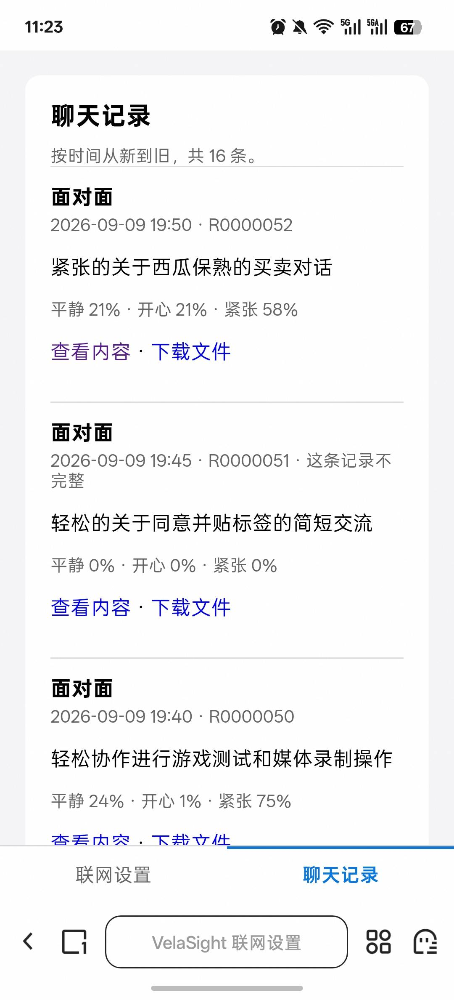 11:23
5G 5GA 67
聊天记录
按时间从新到旧，共 16 条。
面对面
2026-09-09 19:50 · R0000052
紧张的关于西瓜保熟的买卖对话
平静 21% · 开心 21% · 紧张 58%
查看内容 · 下载文件
面对面
2026-09-09 19:45 · R0000051 · 这条记录不
完整
轻松的关于同意并贴标签的简短交流
平静 0% · 开心 0% · 紧张 0%
查看内容 · 下载文件
面对面
2026-09-09 19:40 · R0000050
轻松协作进行游戏测试和媒体录制操作
平静 24% · 开心 1% · 紧张 75%
查看内容 · 下载文件
联网设置 聊天记录
1 VelaSight 联网设置